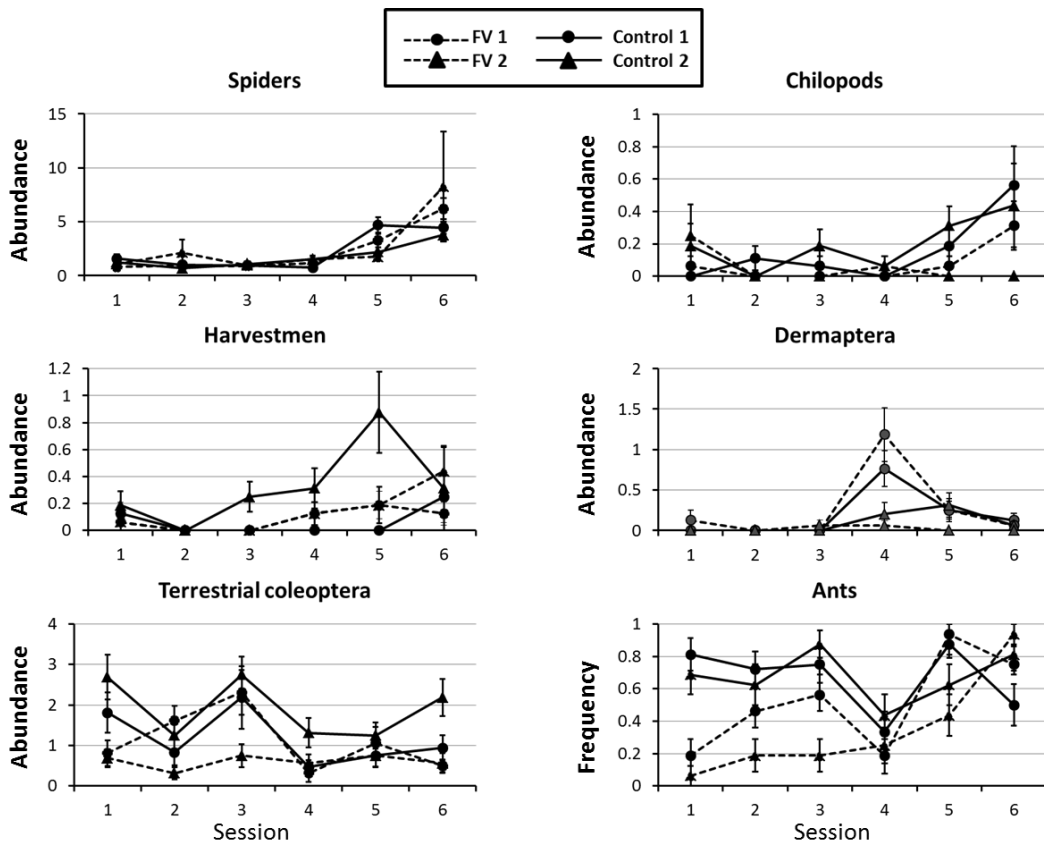 FV 1 Control 1
FV 2 Control 2
Spiders
Abundance
15
10
5
0
1 2 3 4 5 6
Chilopods
Abundance
1
0.8
0.6
0.4
0.2
0
1 2 3 4 5 6
Harvestmen
Abundance
1.2
1
0.8
0.6
0.4
0.2
0
1 2 3 4 5 6
Dermaptera
Abundance
2
1.5
1
0.5
0
1 2 3 4 5 6
Terrestrial coleoptera
Abundance
4
3
2
1
0
1 2 3 4 5 6
Session
Ants
Frequency
1
0.8
0.6
0.4
0.2
0
1 2 3 4 5 6
Session